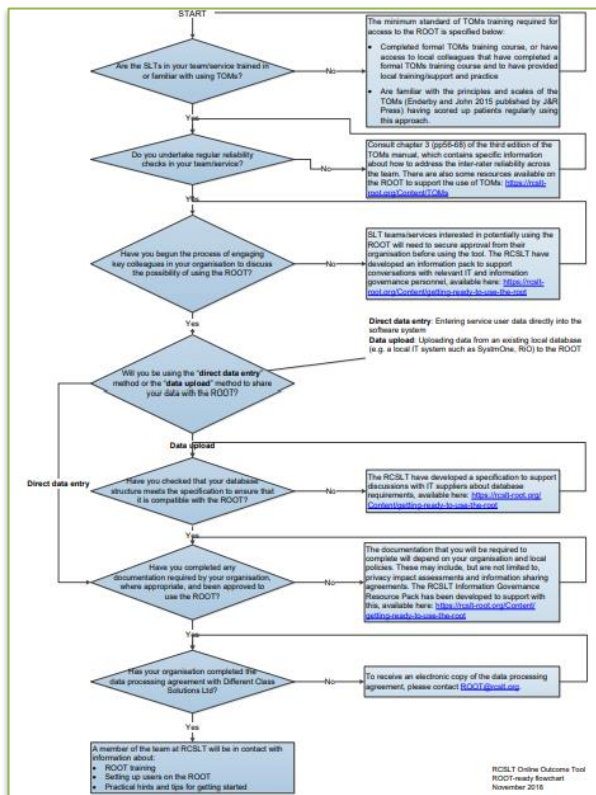 START
Are the SLTs in your team/service trained in
or familiar with using TOMs?
No
The minimum standard of TOMs training required for
access to the ROOT is specified below:
• Completed formal TOMs training course, or have
access to local colleagues that have completed a
formal TOMs training course and to have provided
local training/support and practice
• Are familiar with the principles and scales of the
TOMs (Enderby and John 2015 published by J&R
Press) having scored up patients regularly using
this approach.
Yes
Do you undertake regular reliability
checks in your team/service?
No
Consult chapter 3 (pp56-68) of the third edition of the
TOMs manual, which contains specific information
about how to address the inter-rater reliability across
the team. There are also some resources available on
the ROOT to support the use of TOMs: https://rcslt-
root.org/Content/TOMs
Yes
Have you begun the process of engaging
key colleagues in your organisation to discuss
the possibility of using the ROOT?
No
SLT teams/services interested in potentially using the
ROOT will need to secure approval from their
organisation before using the tool. The RCSLT have
developed an information pack to support
conversations with relevant IT and information
governance personnel, available here: https://rcslt-
root.org/Content/getting-ready-to-use-the-root
Yes
Direct data entry: Entering service user data directly into the
software system
Data upload: Uploading data from an existing local database
(e.g. a local IT system such as SystmOne, RiO) to the ROOT
Will you be using the "direct data entry"
method or the "data upload" method to share
your data with the ROOT?
Data upload
Direct data entry
Have you checked that your database
structure meets the specification to ensure that
it is compatible with the ROOT?
No
The RCSLT have developed a specification to support
discussions with IT suppliers about database
requirements, available here: https://rcslt-root.org/
Content/getting-ready-to-use-the-root
Yes
Have you completed any
documentation required by your organisation,
where appropriate, and been approved to
use the ROOT?
No
The documentation that you will be required to
complete will depend on your organisation and local
policies. These may include, but are not limited to,
privacy impact assessments and information sharing
agreements. The RCSLT Information Governance
Resource Pack has been developed to support with
this, available here: https://rcslt-root.org/Content/
getting-ready-to-use-the-root
Yes
Has your organisation completed the
data processing agreement with Different Class
Solutions Ltd?
No
To receive an electronic copy of the data processing
agreement, please contact ROOT@rcslt.org.
Yes
A member of the team at RCSLT will be in contact with
information about:
• ROOT training
• Setting up users on the ROOT
• Practical hints and tips for getting started
RCSLT Online Outcome Tool
ROOT-ready flowchart
November 2018